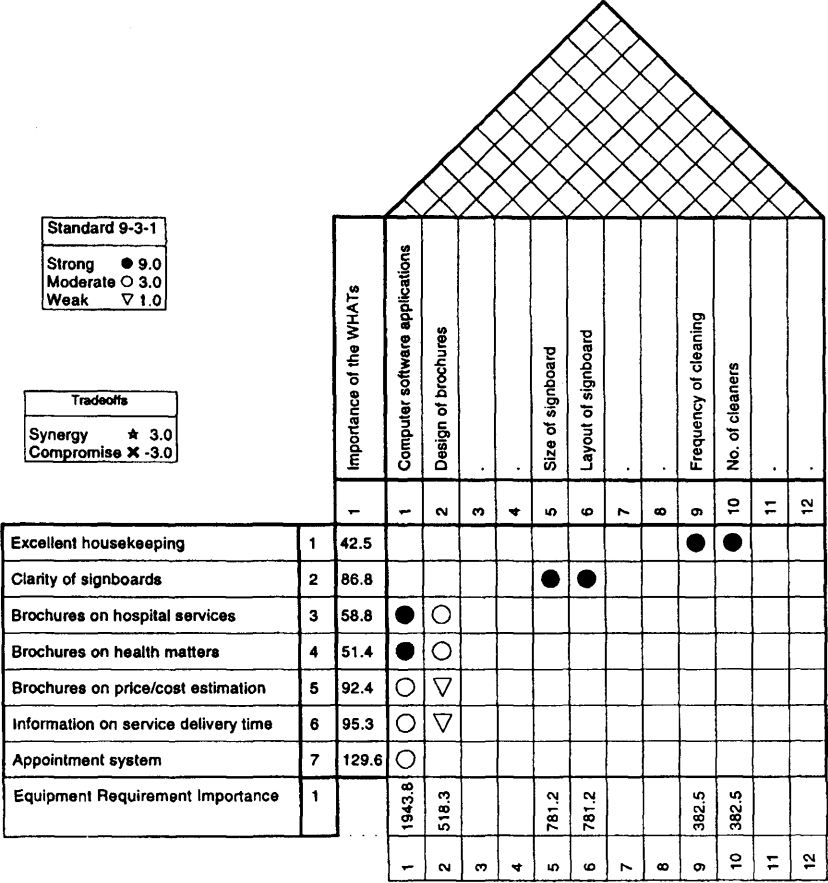 Standard 9-3-1
Strong ● 9.0
Moderate ○ 3.0
Weak ▽ 1.0
Tradeoffs
Synergy ☆ 3.0
Compromise ✖ -3.0
Importance of the WHATs
Computer software applications
Design of brochures
.
.
Size of signboard
Layout of signboard
.
.
Frequency of cleaning
No. of cleaners
.
.
1 1 2 3 4 5 6 7 8 9 10 11 12
Excellent housekeeping 1 42.5 ● ●
Clarity of signboards 2 86.8 ● ●
Brochures on hospital services 3 58.8 ● ○
Brochures on health matters 4 51.4 ● ○
Brochures on price/cost estimation 5 92.4 ○ ▽
Information on service delivery time 6 95.3 ○ ▽
Appointment system 7 129.6 ○
Equipment Requirement Importance 1 1943.8 518.3 781.2 781.2 382.5 382.5
1 2 3 4 5 6 7 8 9 10 11 12